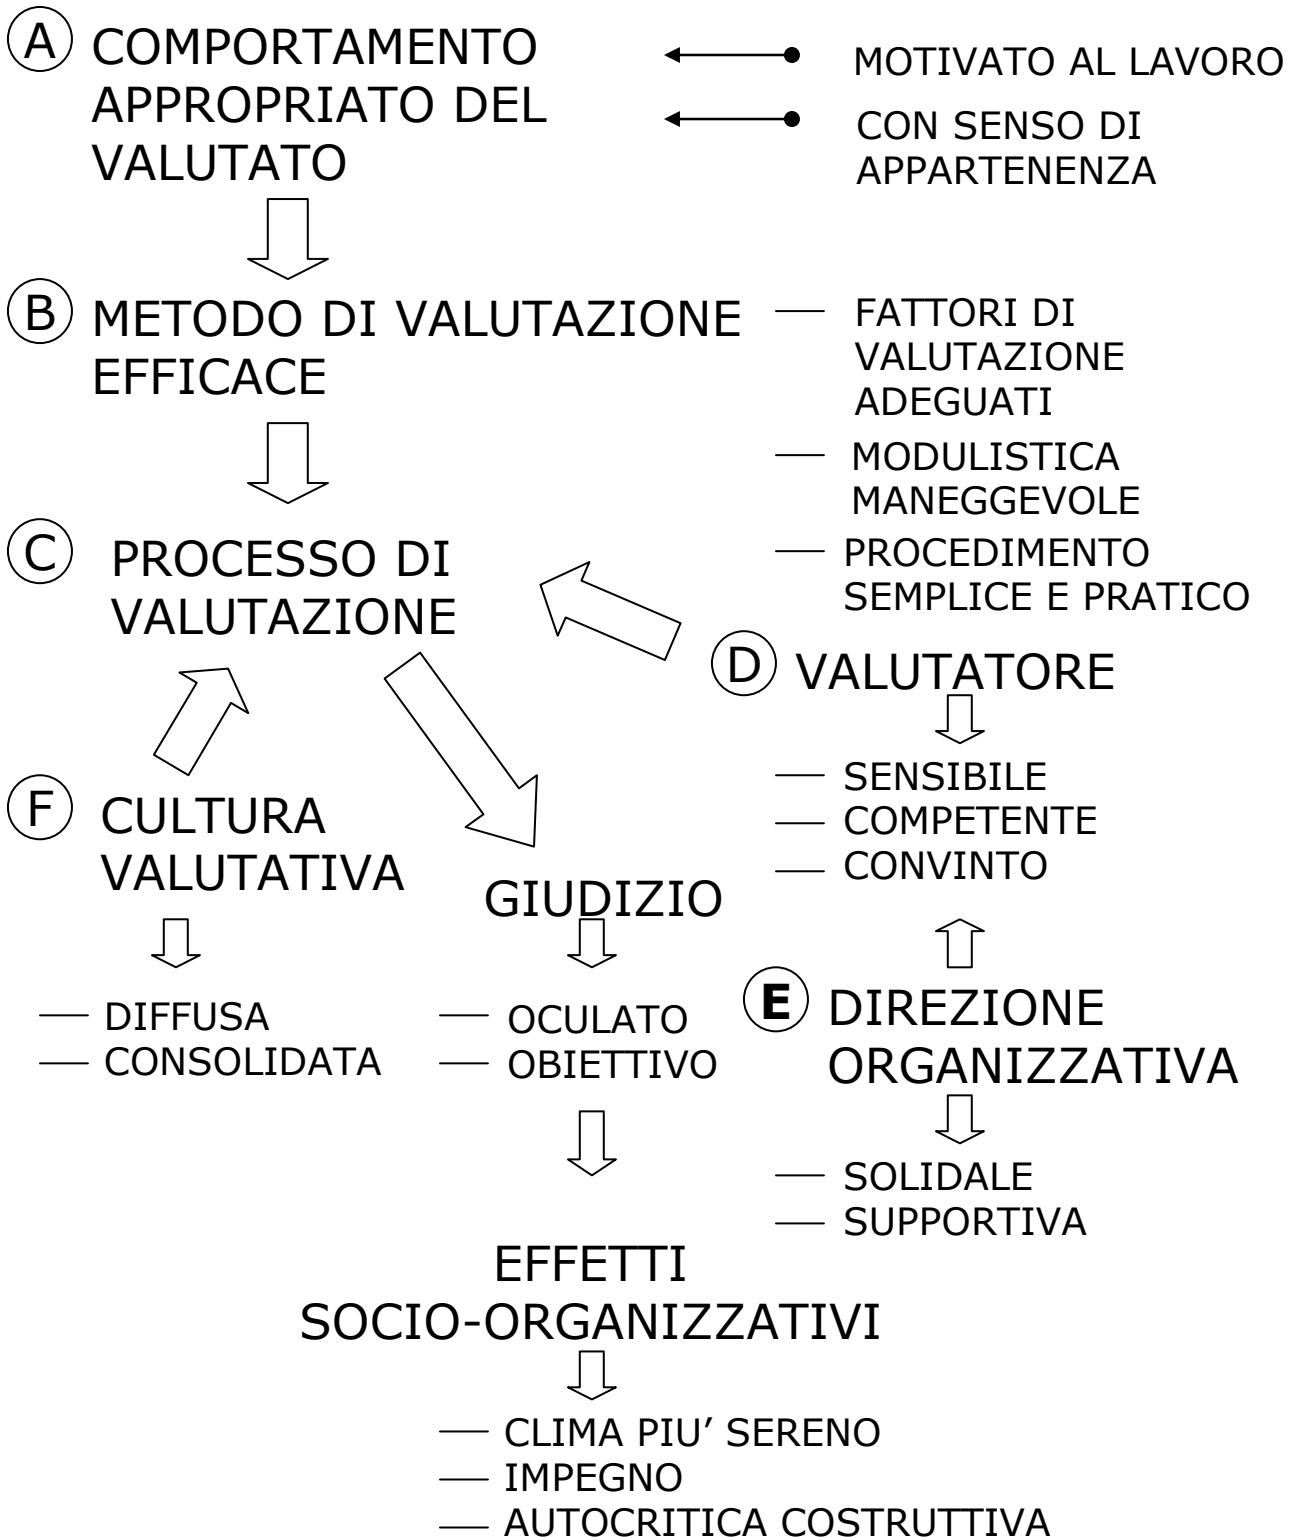 A COMPORTAMENTO
APPROPRIATO DEL
VALUTATO
MOTIVATO AL LAVORO
CON SENSO DI
APPARTENENZA
B METODO DI VALUTAZIONE
EFFICACE
FATTORI DI
VALUTAZIONE
ADEGUATI
MODULISTICA
MANEGGEVOLE
PROCEDIMENTO
SEMPLICE E PRATICO
C PROCESSO DI
VALUTAZIONE
D VALUTATORE
SENSIBILE
COMPETENTE
CONVINTO
F CULTURA
VALUTATIVA
DIFFUSA
CONSOLIDATA
GIUDIZIO
OCULATO
OBIETTIVO
E DIREZIONE
ORGANIZZATIVA
SOLIDALE
SUPPORTIVA
EFFETTI
SOCIO-ORGANIZZATIVI
CLIMA PIU’ SERENO
IMPEGNO
AUTOCRITICA COSTRUTTIVA